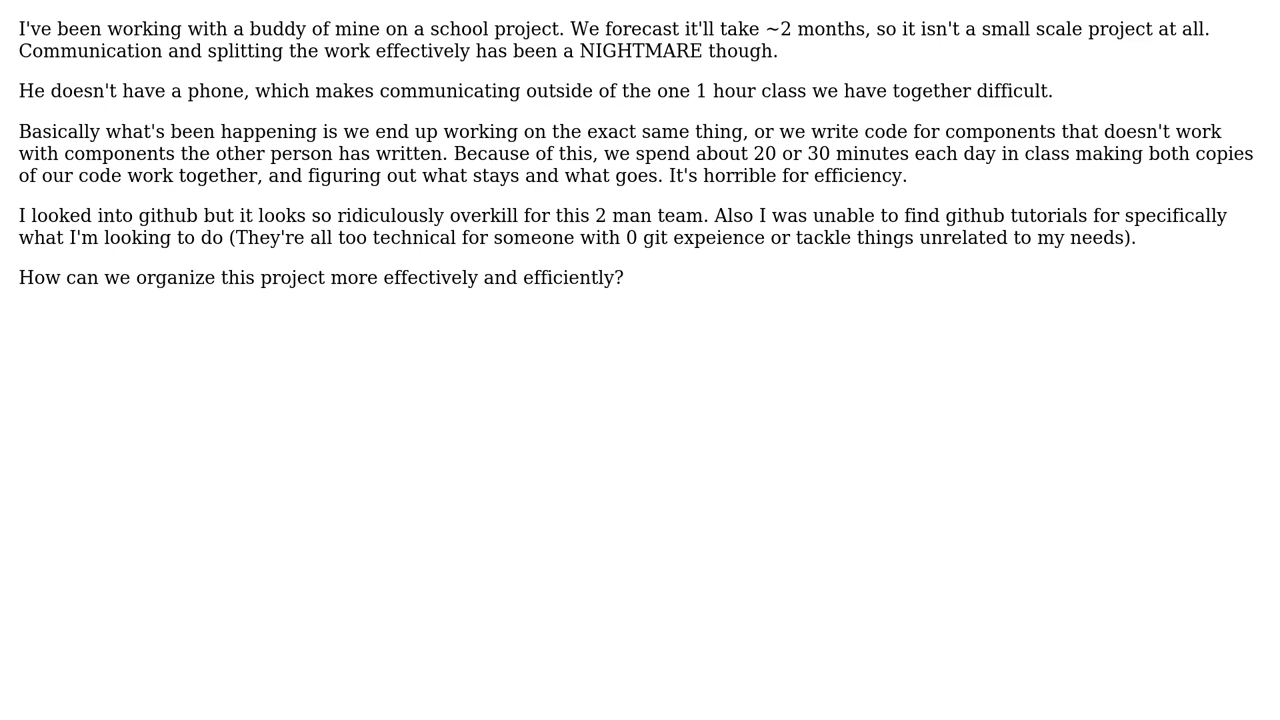 I've been working with a buddy of mine on a school project. We forecast it'll take ~2 months, so it isn't a small scale project at all.
Communication and splitting the work effectively has been a NIGHTMARE though.
He doesn't have a phone, which makes communicating outside of the one 1 hour class we have together difficult.
Basically what's been happening is we end up working on the exact same thing, or we write code for components that doesn't work
with components the other person has written. Because of this, we spend about 20 or 30 minutes each day in class making both copies
of our code work together, and figuring out what stays and what goes. It's horrible for efficiency.
I looked into github but it looks so ridiculously overkill for this 2 man team. Also I was unable to find github tutorials for specifically
what I'm looking to do (They're all too technical for someone with 0 git expeience or tackle things unrelated to my needs).
How can we organize this project more effectively and efficiently?